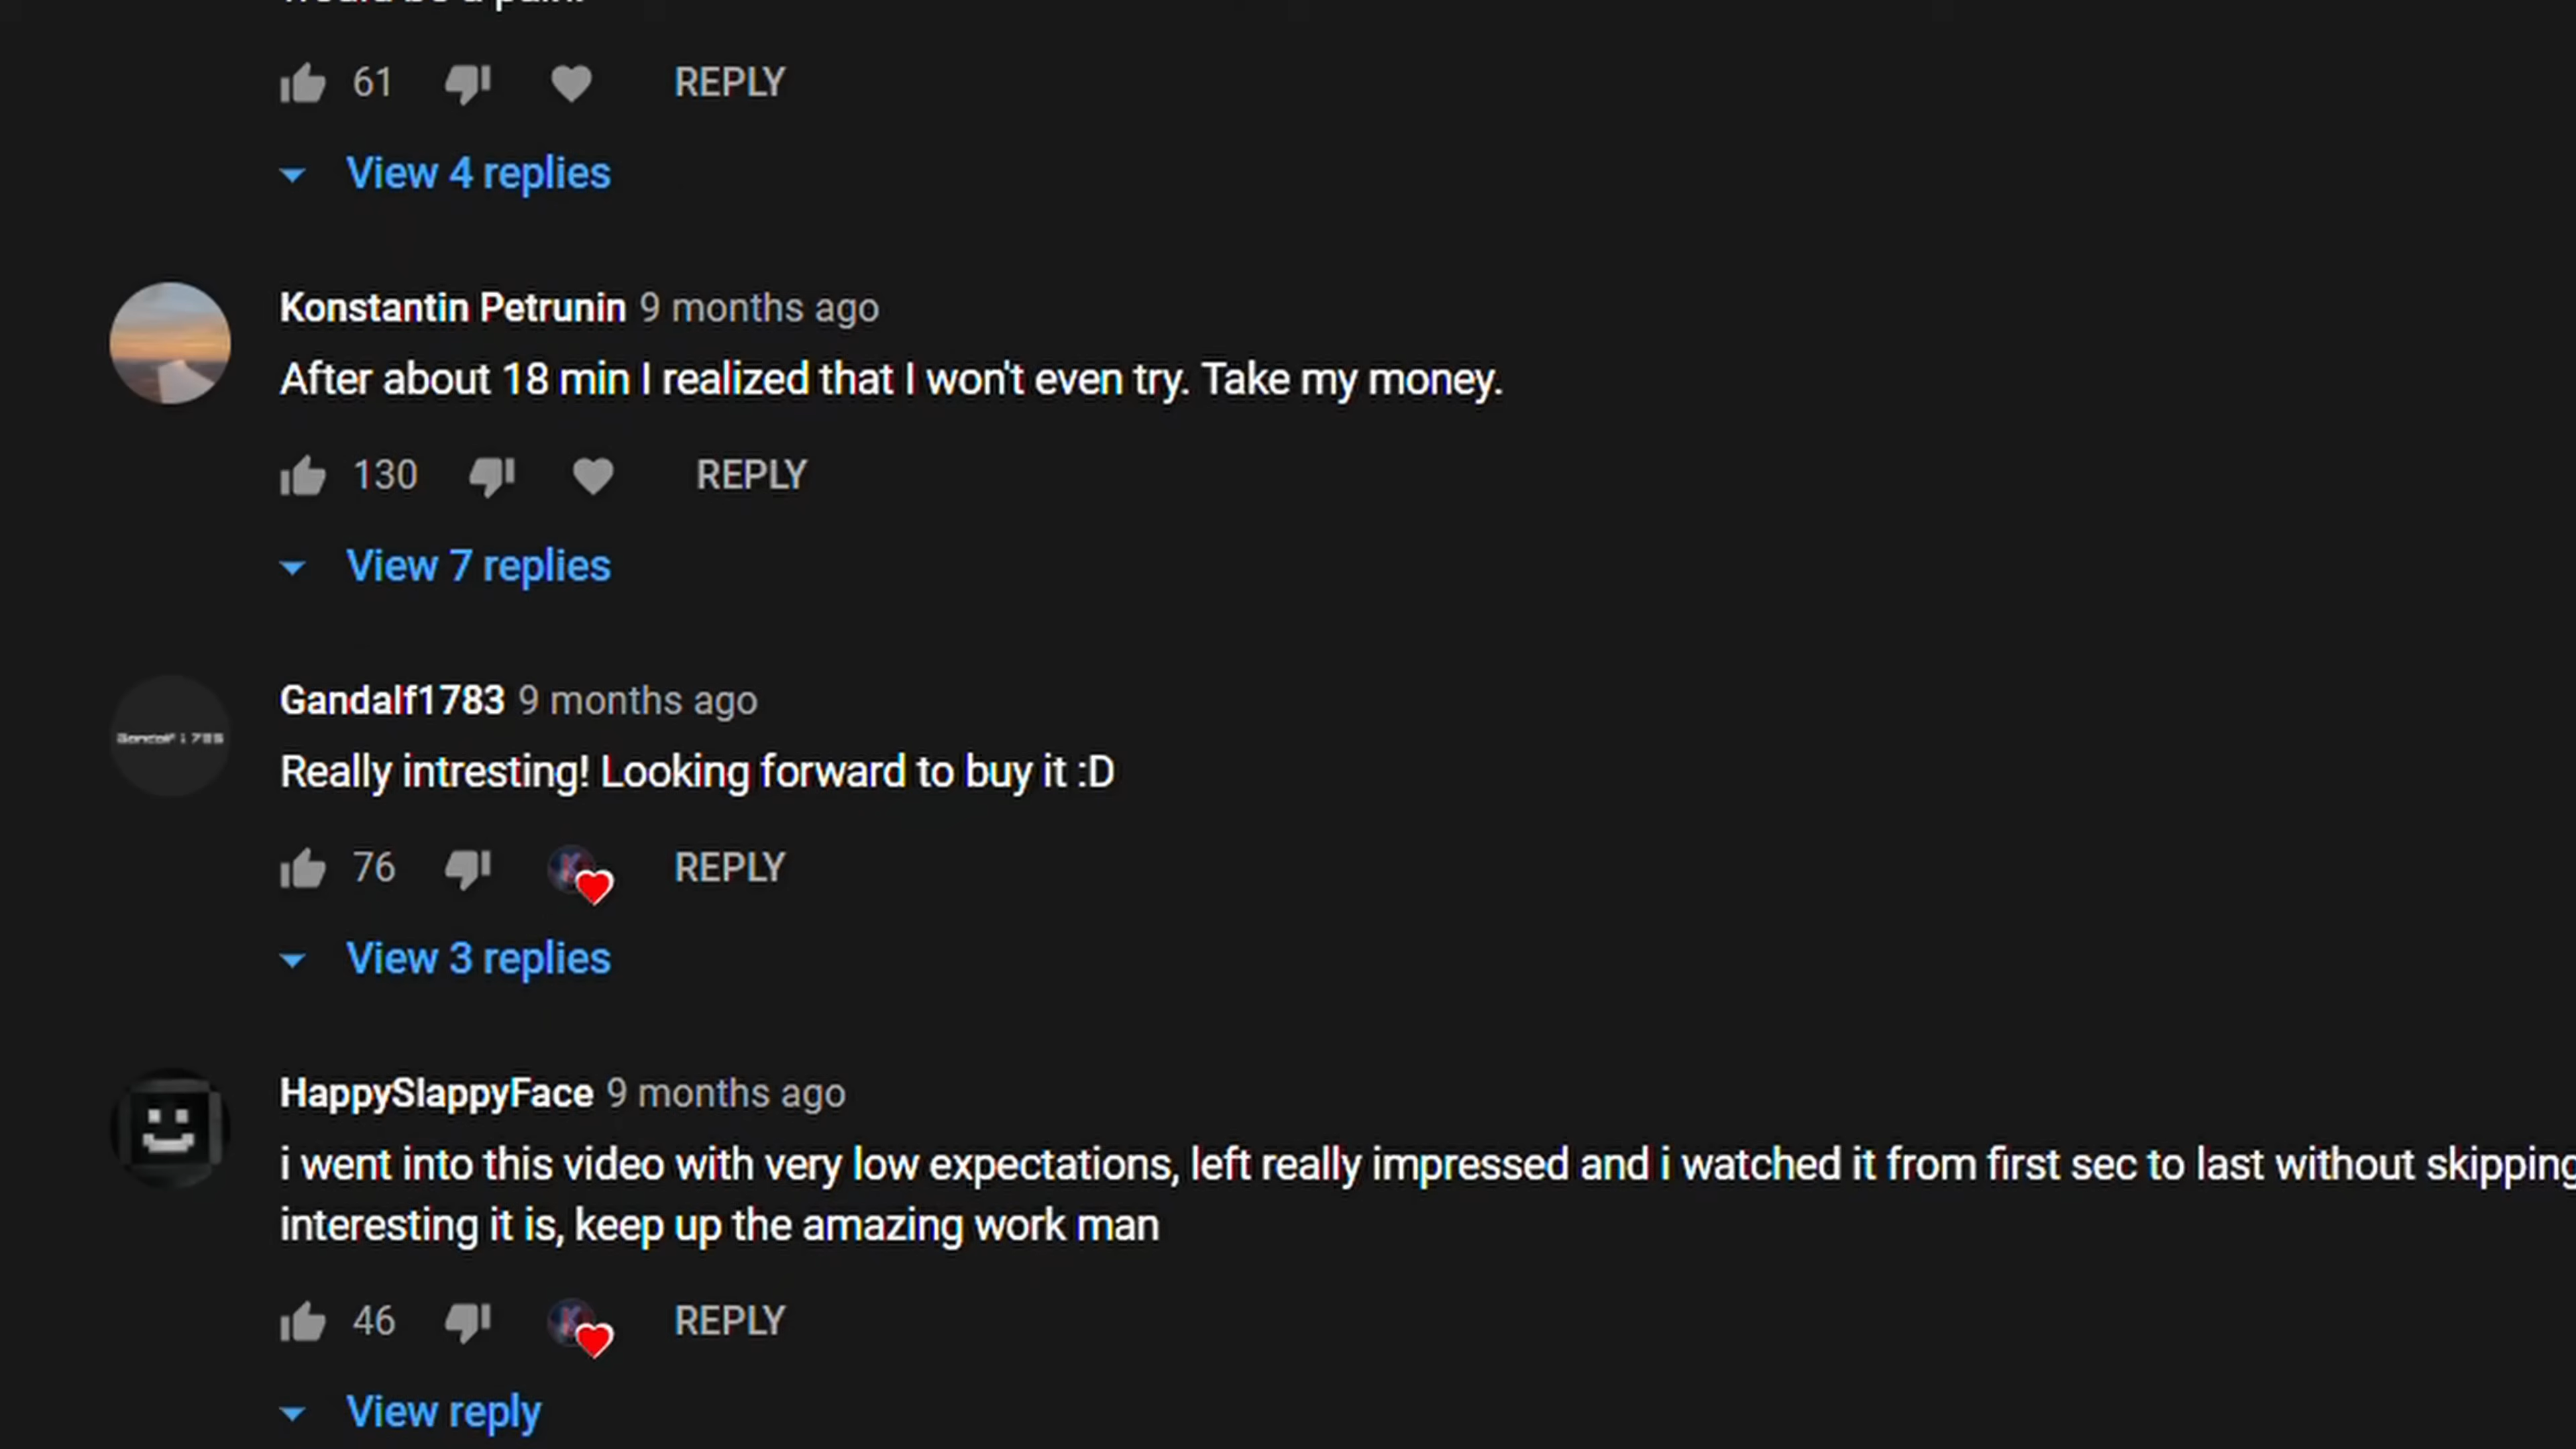 would be a pain.
61 REPLY
View 4 replies
Konstantin Petrunin 9 months ago
After about 18 min I realized that I won't even try. Take my money.
130 REPLY
View 7 replies
Gandalf1783 9 months ago
Gandalf1783
Really intresting! Looking forward to buy it :D
76 REPLY
View 3 replies
HappySlappyFace 9 months ago
i went into this video with very low expectations, left really impressed and i watched it from first sec to last without skipping
interesting it is, keep up the amazing work man
46 REPLY
View reply